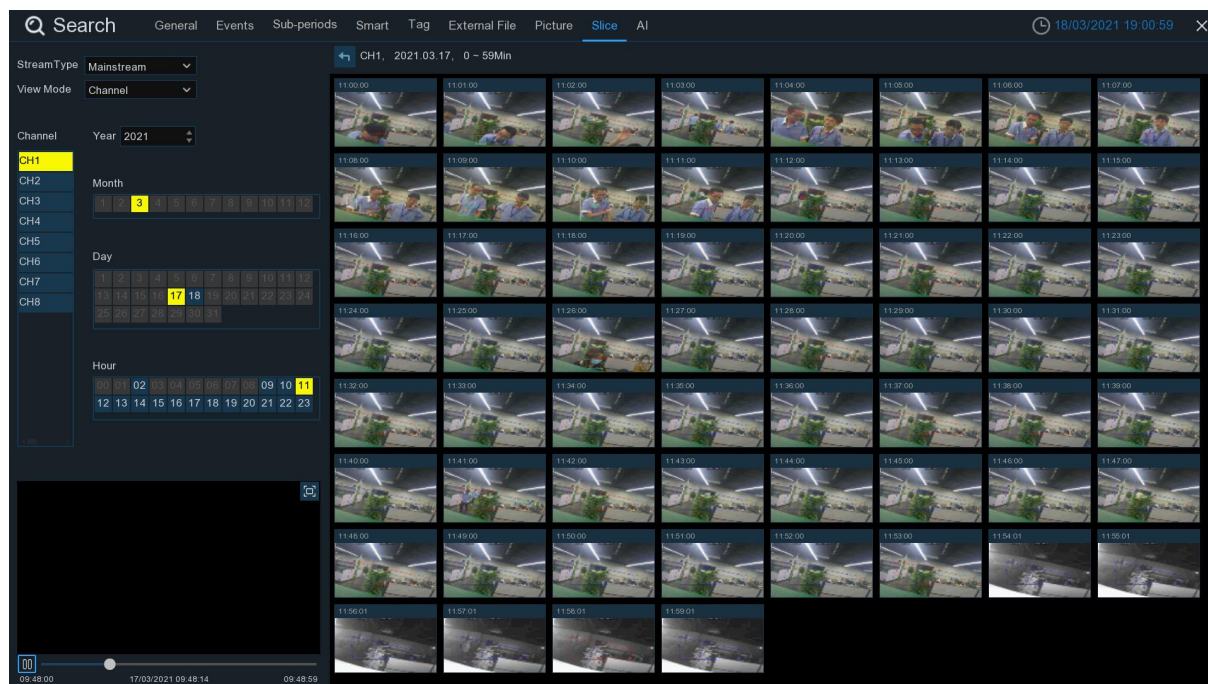 Search General Events Sub-periods Smart Tag External File Picture Slice AI 18/03/2021 19:00:59
CH1, 2021.03.17, 0 ~ 59Min
StreamType Mainstream
View Mode Channel
Channel Year 2021
CH1
CH2
CH3
CH4
CH5
CH6
CH7
CH8
Month
1 2 3 4 5 6 7 8 9 10 11 12
Day
1 2 3 4 5 6 7 8 9 10 11 12
13 14 15 16 17 18 19 20 21 22 23 24
25 26 27 28 29 30 31
Hour
00 01 02 03 04 05 06 07 08 09 10 11
12 13 14 15 16 17 18 19 20 21 22 23
09:48:00 17/03/2021 09:48:14 09:48:59
11:00:00 11:01:00 11:02:00 11:03:00 11:04:00 11:05:00 11:06:00 11:07:00
11:08:00 11:09:00 11:10:00 11:11:00 11:12:00 11:13:00 11:14:00 11:15:00
11:16:00 11:17:00 11:18:00 11:19:00 11:20:00 11:21:00 11:22:00 11:23:00
11:24:00 11:25:00 11:26:00 11:27:00 11:28:00 11:29:00 11:30:00 11:31:00
11:32:00 11:33:00 11:34:00 11:35:00 11:36:00 11:37:00 11:38:00 11:39:00
11:40:00 11:41:00 11:42:00 11:43:00 11:44:00 11:45:00 11:46:00 11:47:00
11:48:00 11:49:00 11:50:00 11:51:00 11:52:00 11:53:00 11:54:01 11:55:01
11:56:01 11:57:01 11:58:01 11:59:01